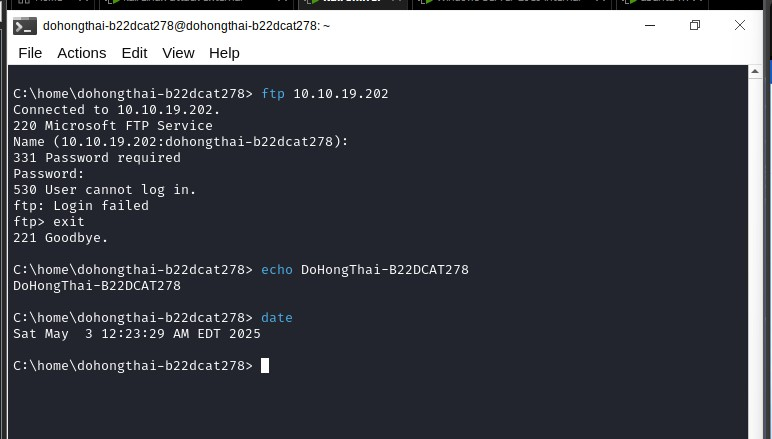 dohongthai-b22dcat278@dohongthai-b22dcat278: ~
File Actions Edit View Help
C:\home\dohongthai-b22dcat278> ftp 10.10.19.202
Connected to 10.10.19.202.
220 Microsoft FTP Service
Name (10.10.19.202:dohongthai-b22dcat278):
331 Password required
Password:
530 User cannot log in.
ftp: Login failed
ftp> exit
221 Goodbye.
C:\home\dohongthai-b22dcat278> echo DoHongThai-B22DCAT278
DoHongThai-B22DCAT278
C:\home\dohongthai-b22dcat278> date
Sat May  3 12:23:29 AM EDT 2025
C:\home\dohongthai-b22dcat278>